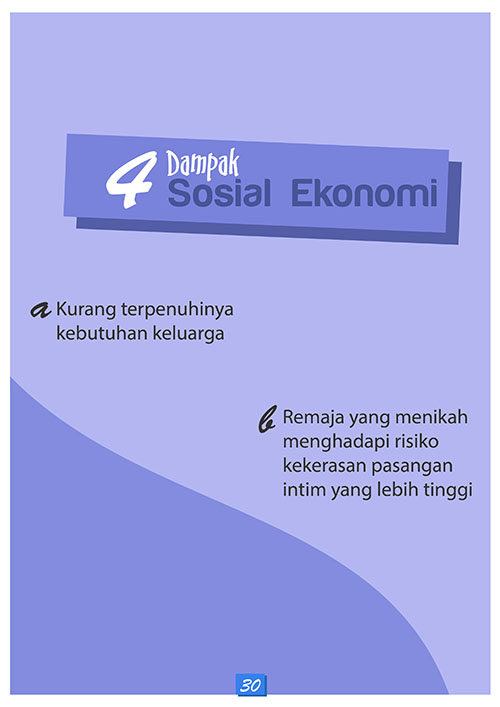 4 Dampak
Sosial Ekonomi
a Kurang terpenuhinya
kebutuhan keluarga
b Remaja yang menikah
menghadapi risiko
kekerasan pasangan
intim yang lebih tinggi
30